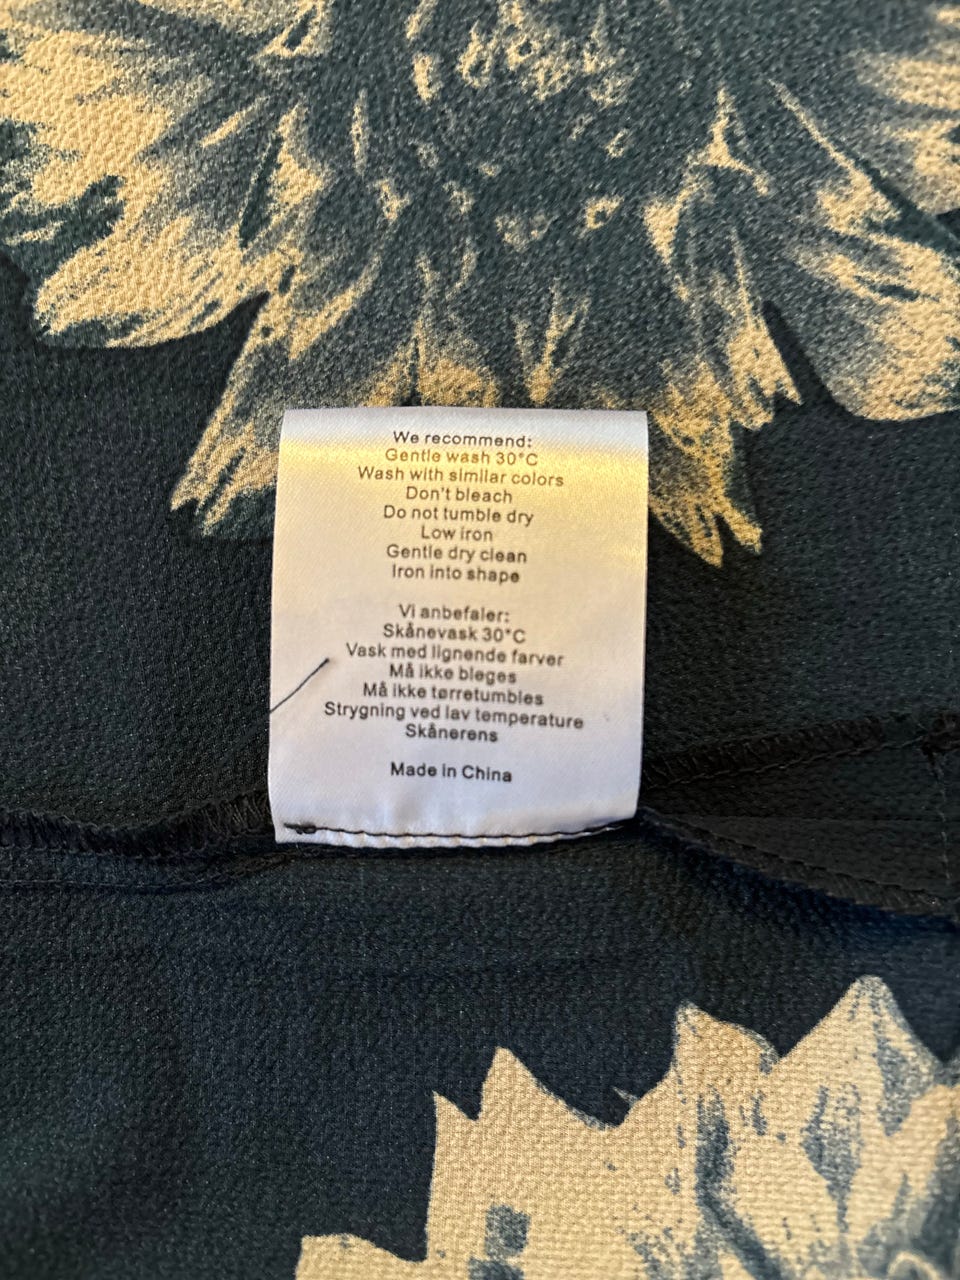 We recommend:
Gentle wash 30°C
Wash with similar colors
Don't bleach
Do not tumble dry
Low iron
Gentle dry clean
Iron into shape
Vi anbefaler:
Skånevask 30°C
Vask med lignende farver
Må ikke bleges
Må ikke tørretumbles
Strygning ved lav temperature
Skånerens
Made in China